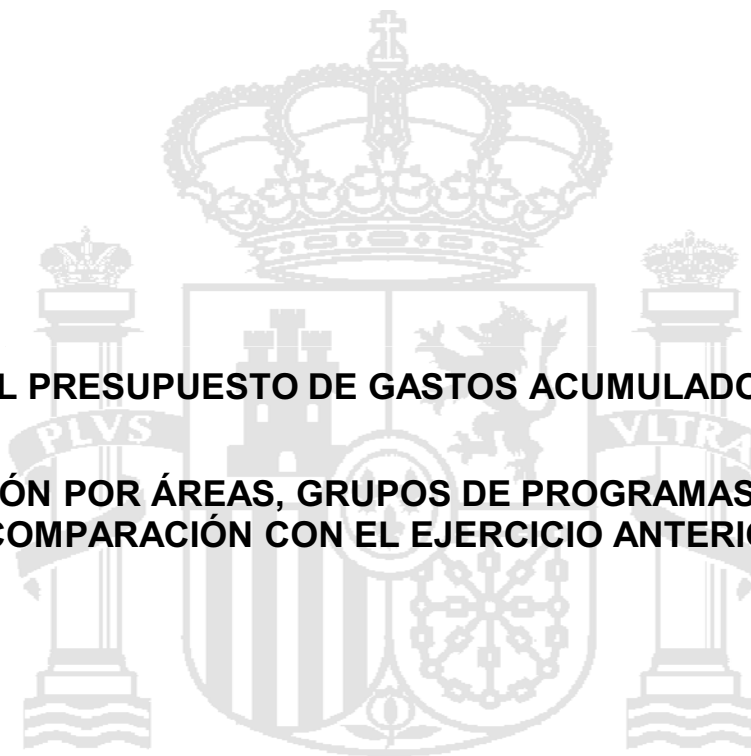 L PRESUPUESTO DE GASTOS ACUMULADO
PLVS VLTRA
ÓN POR ÁREAS, GRUPOS DE PROGRAMAS
COMPARACIÓN CON EL EJERCICIO ANTERIO